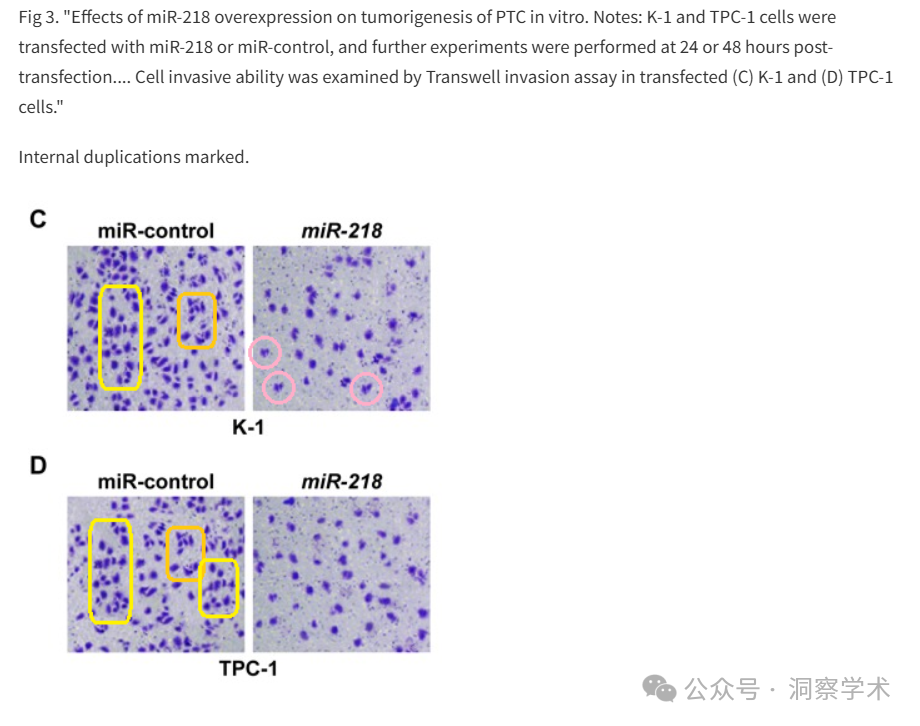 Fig 3. "Effects of miR-218 overexpression on tumorigenesis of PTC in vitro. Notes: K-1 and TPC-1 cells were
transfected with miR-218 or miR-control, and further experiments were performed at 24 or 48 hours post-
transfection.... Cell invasive ability was examined by Transwell invasion assay in transfected (C) K-1 and (D) TPC-1
cells."
Internal duplications marked.
C
miR-control miR-218
K-1
D
miR-control miR-218
TPC-1
公众号 · 洞察学术